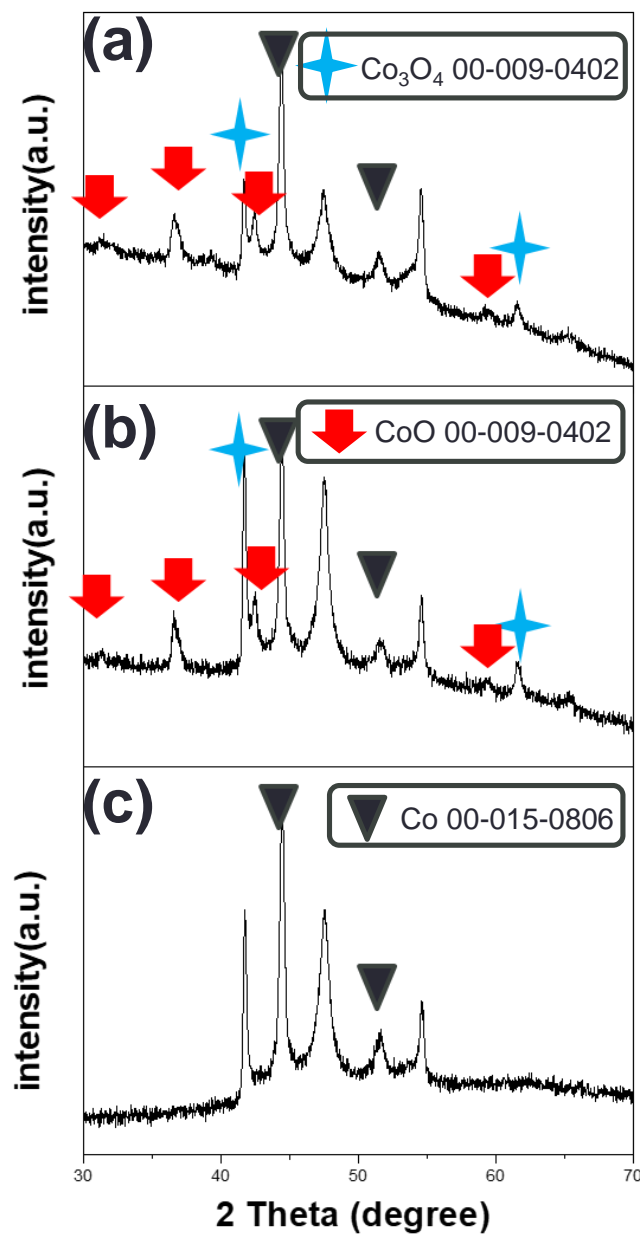 (a)
Co₃O₄ 00-009-0402
intensity(a.u.)
(b)
CoO 00-009-0402
intensity(a.u.)
(c)
Co 00-015-0806
intensity(a.u.)
30 40 50 60 70
2 Theta (degree)